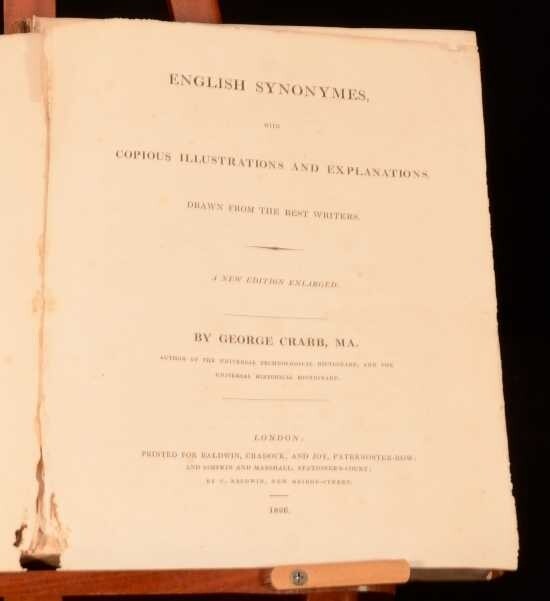 ENGLISH SYNONYMES,
WITH
COPIOUS ILLUSTRATIONS AND EXPLANATIONS,
DRAWN FROM THE BEST WRITERS.
A NEW EDITION ENLARGED.
BY GEORGE CRABB, MA.
AUTHOR OF THE UNIVERSAL TECHNOLOGICAL DICTIONARY, AND THE
UNIVERSAL HISTORICAL DICTIONARY.
LONDON:
PRINTED FOR BALDWIN, CRADOCK, AND JOY, PATERNOSTER-ROW;
AND SIMPKIN AND MARSHALL, STATIONER'S-COURT;
BY C. BALDWIN, NEW BRIDGE-STREET.